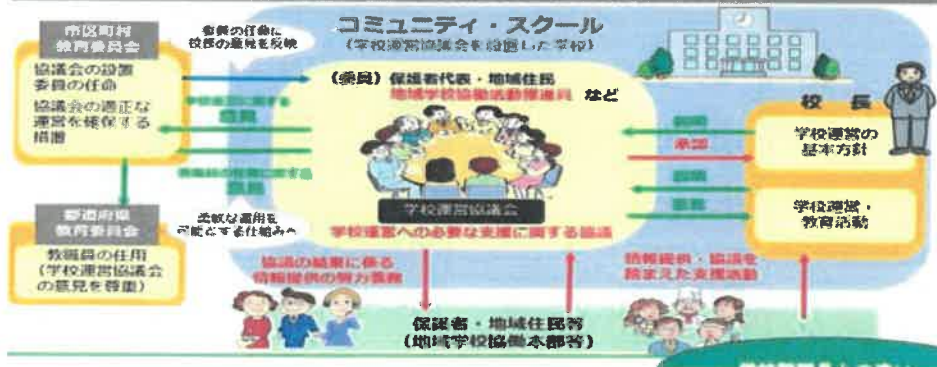 コミュニティ・スクール
(学校運営協議会を設置した学校)
市区町村
教育委員会
協議会の設置
委員の任命
協議会の適正な
運営を確保する
措置
委員の任命に
校長の意見を反映
(委員) 保護者代表・地域住民
地域学校協働活動推進員 など
意見
意見
学校運営協議会
学校運営への必要な支援に関する協議
校長
学校運営の
基本方針
学校運営・
教育活動
説明
承認
説明
意見
都道府県
教育委員会
教職員の任用
(学校運営協議会
の意見を尊重)
柔軟な運用を
可能とする仕組みへ
協議の結果に係る
情報提供の努力義務
情報提供・協議を
踏まえた支援活動
保護者・地域住民等
(地域学校協働本部等)